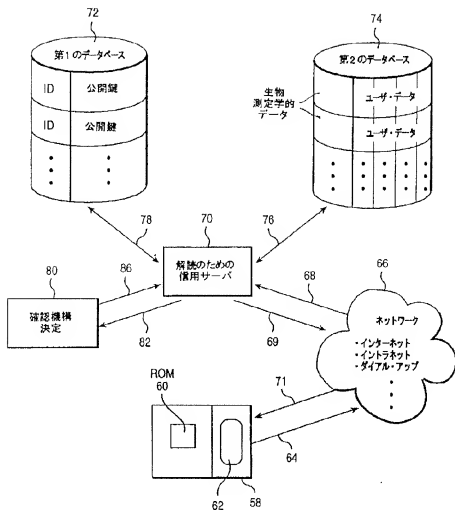 72
第1のデータベース
ID 公開鍵
ID 公開鍵
74
第2のデータベース
生物
測定学的
データ
ユーザ・データ
ユーザ・データ
78
70
76
解読のための
信用サーバ
80
確認機構
決定
86
82
68
69
66
ネットワーク
・インターネット
・イントラネット
・ダイアル・アップ
71
64
ROM
60
62
58